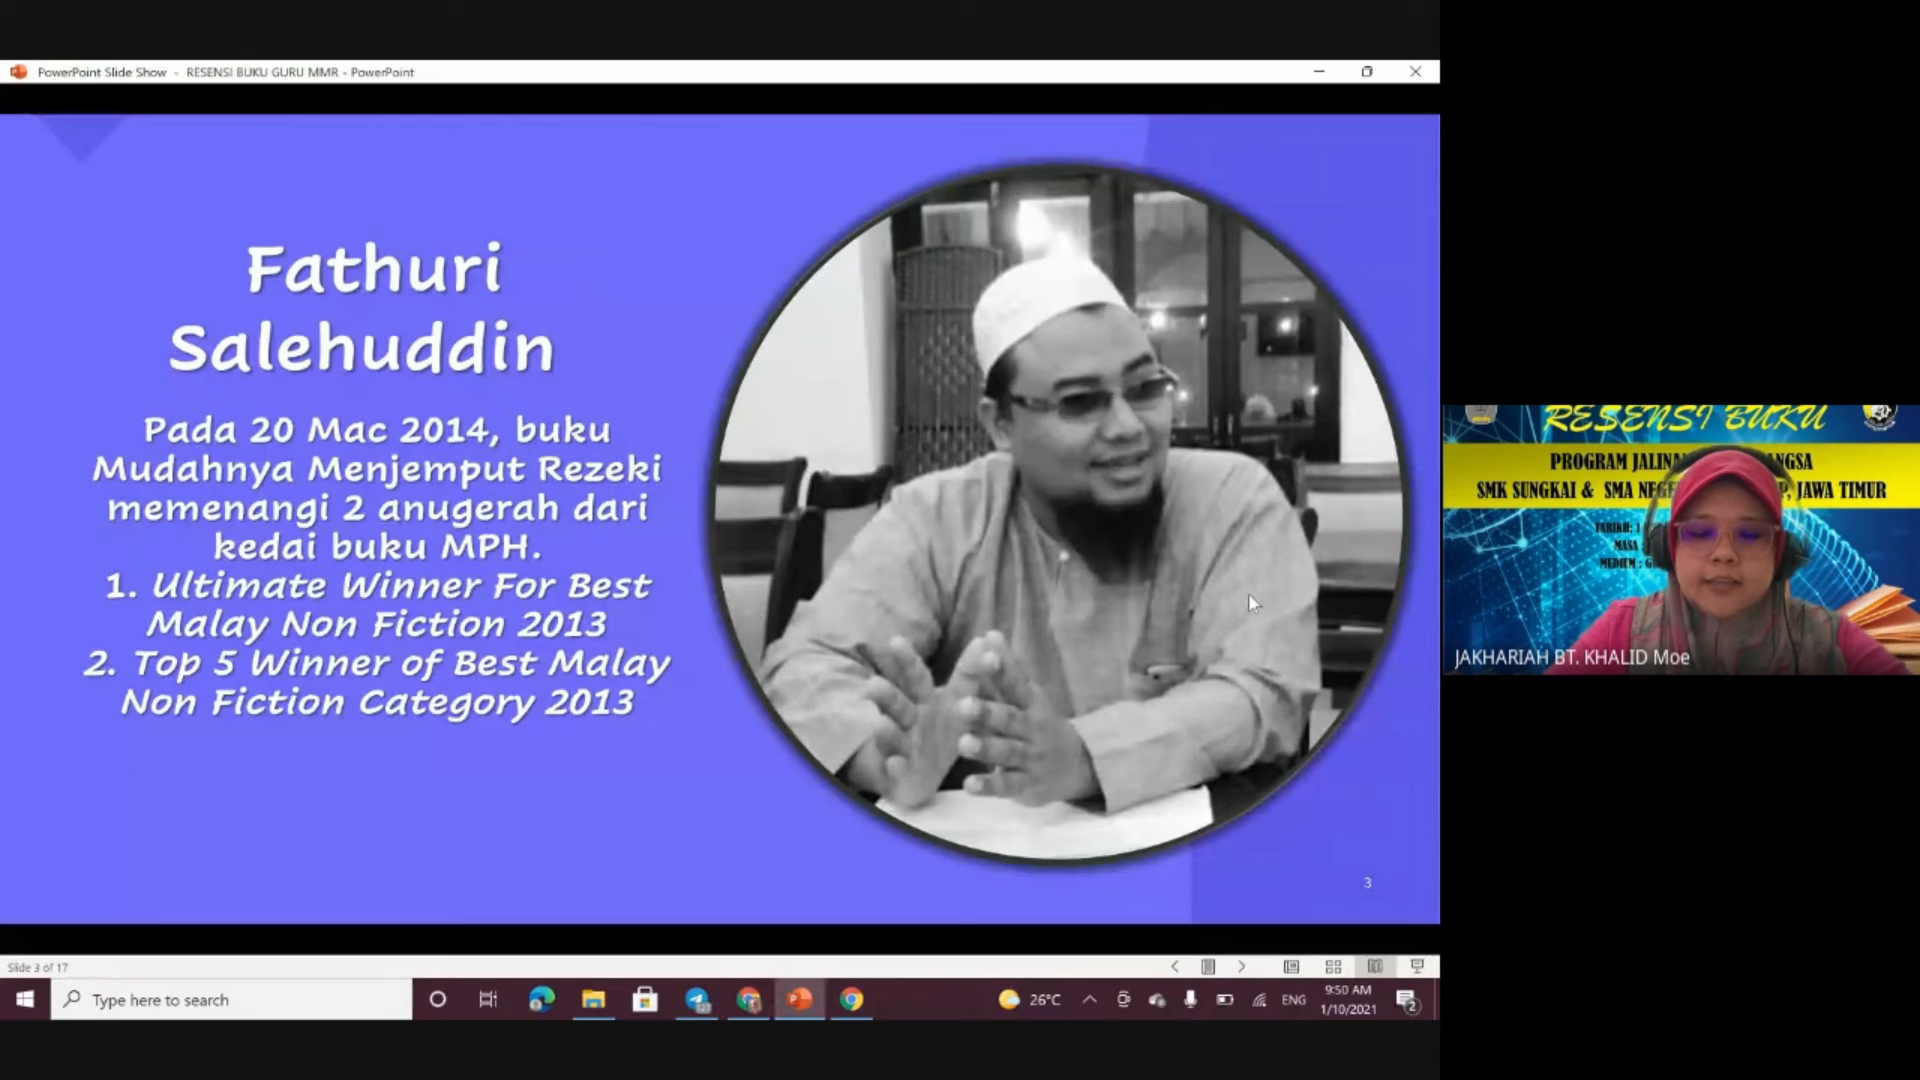 PowerPoint Slide Show - RESENSI BUKU GURU MMR - PowerPoint
Fathuri
Salehuddin
Pada 20 Mac 2014, buku
Mudahnya Menjemput Rezeki
memenangi 2 anugerah dari
kedai buku MPH.
1. Ultimate Winner For Best
Malay Non Fiction 2013
2. Top 5 Winner of Best Malay
Non Fiction Category 2013
3
RESENSI BUKU
PROGRAM
SMK SUNGKAI & SMA JAWA TIMUR
MASA
MEDIUM :
JAKHARIAH BT. KHALID Moe
Slide 3 of 17
Type here to search
26°C
ENG
9:50 AM
1/10/2021
2